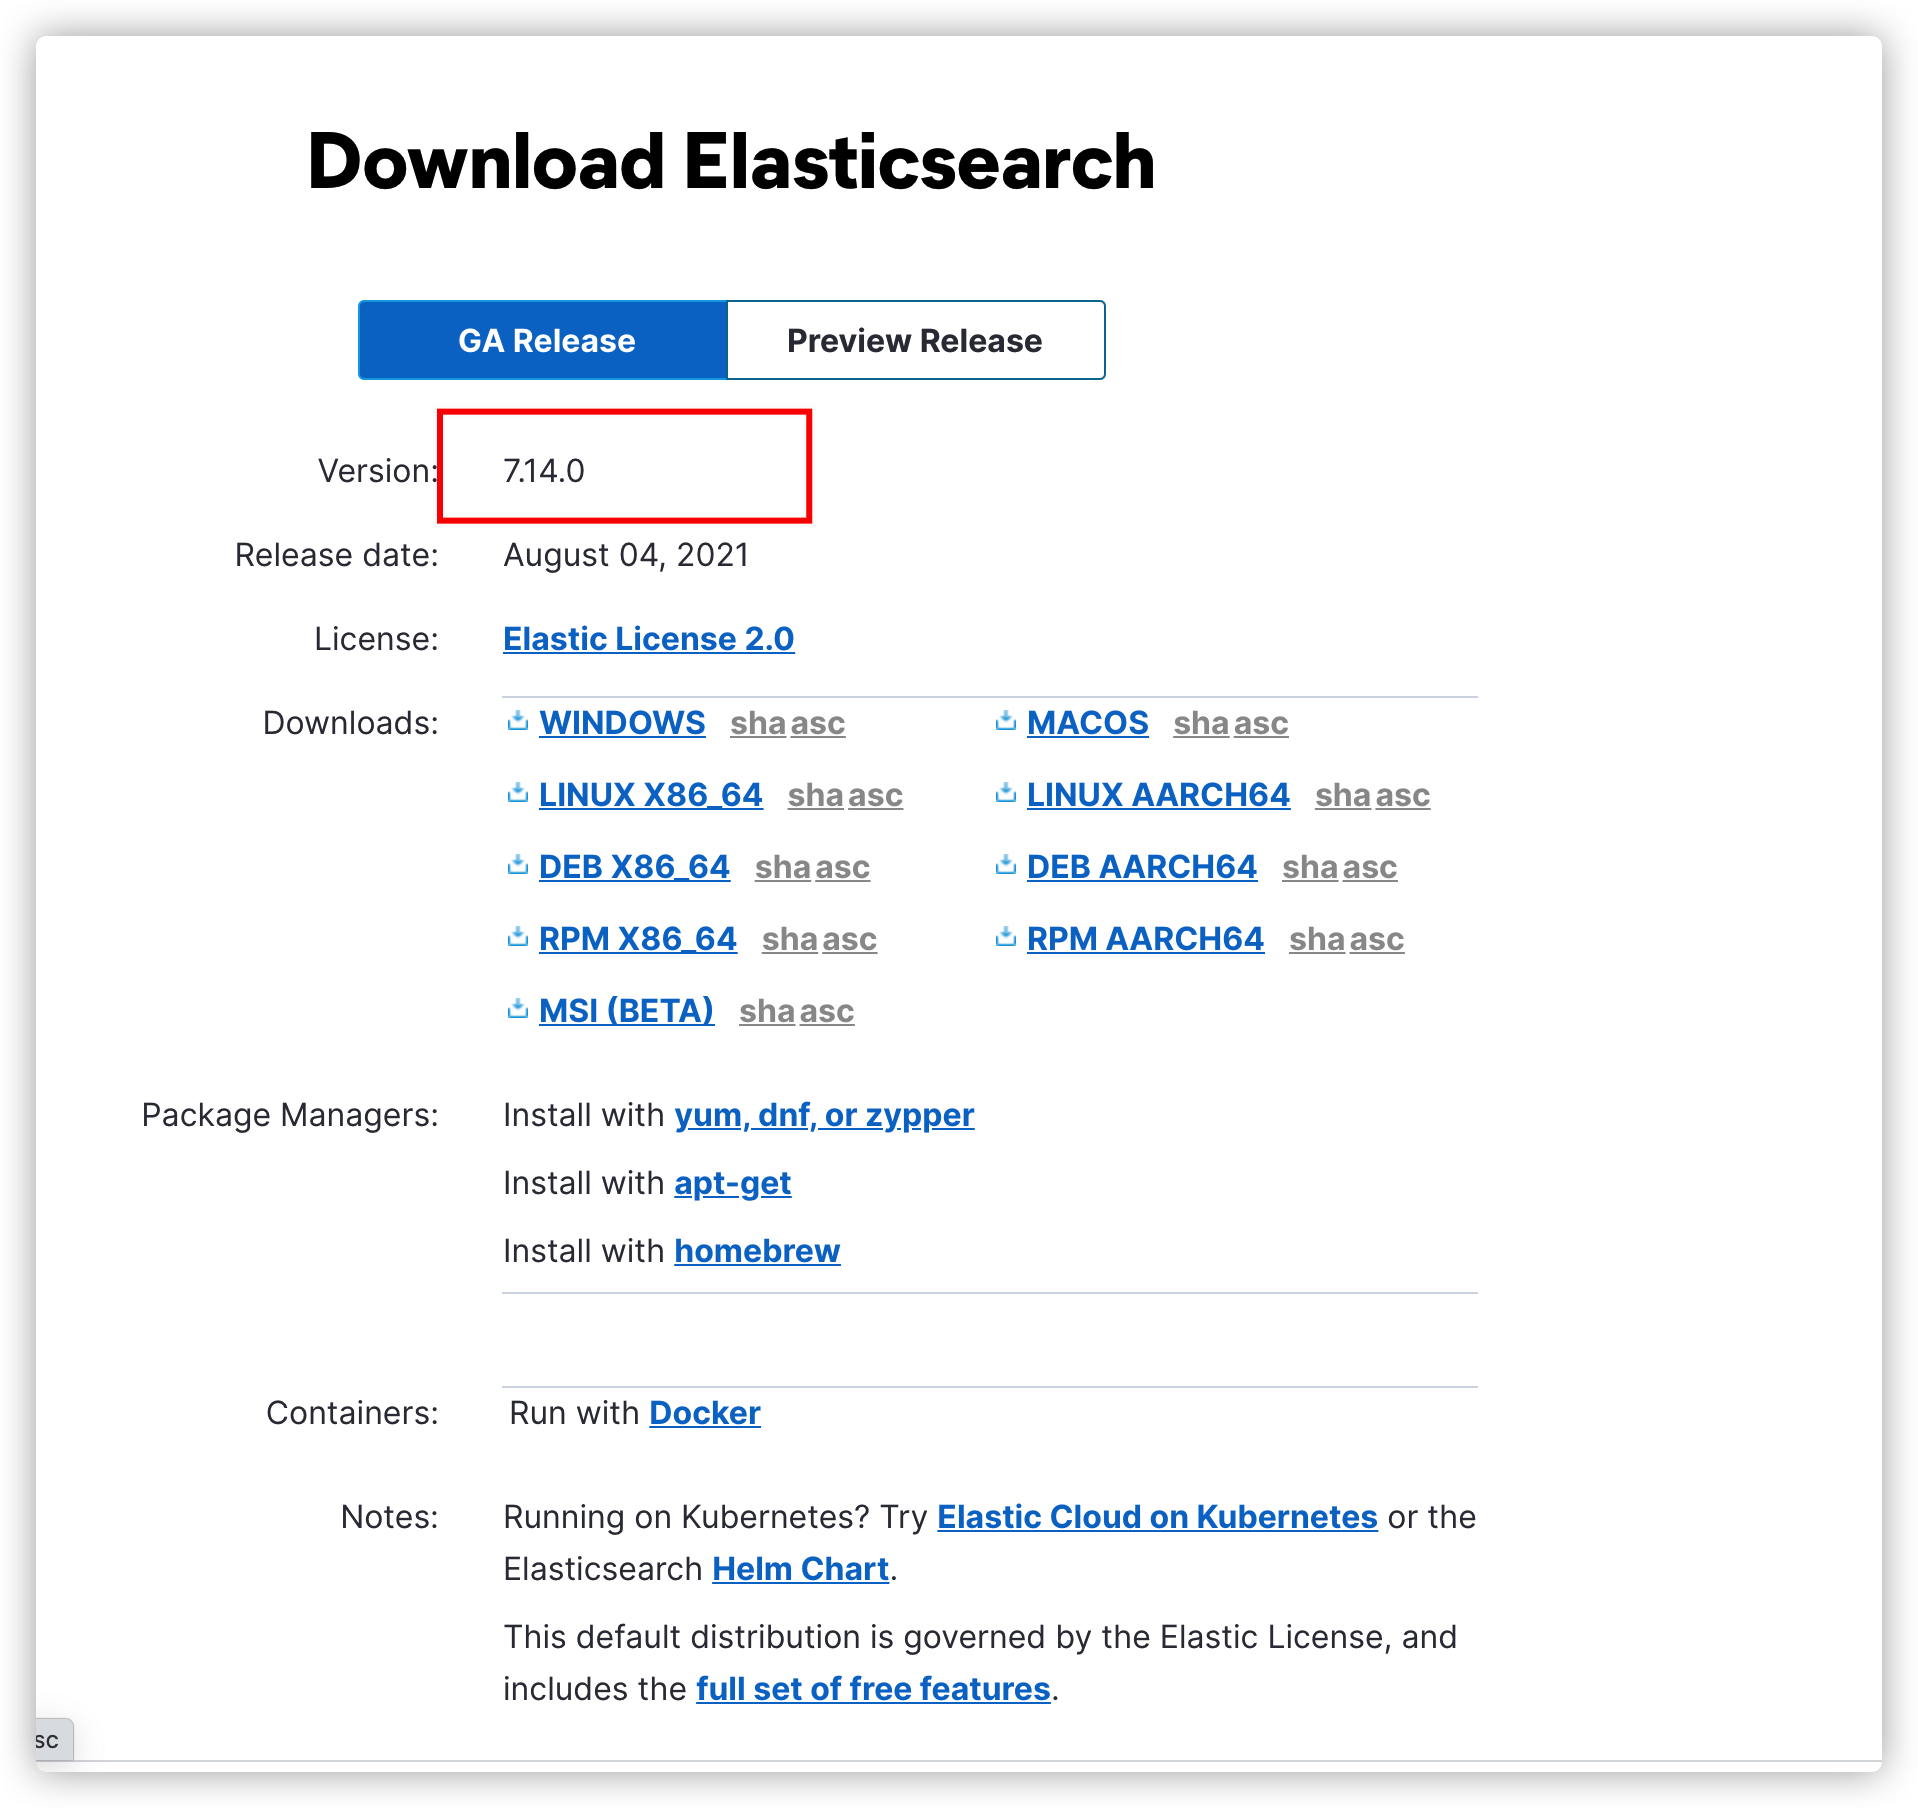 Download Elasticsearch
GA Release Preview Release
Version: 7.14.0
Release date: August 04, 2021
License: Elastic License 2.0
Downloads: WINDOWS sha asc MACOS sha asc
LINUX X86_64 sha asc LINUX AARCH64 sha asc
DEB X86_64 sha asc DEB AARCH64 sha asc
RPM X86_64 sha asc RPM AARCH64 sha asc
MSI (BETA) sha asc
Package Managers: Install with yum, dnf, or zypper
Install with apt-get
Install with homebrew
Containers: Run with Docker
Notes: Running on Kubernetes? Try Elastic Cloud on Kubernetes or the
Elasticsearch Helm Chart.
This default distribution is governed by the Elastic License, and
includes the full set of free features.
sc